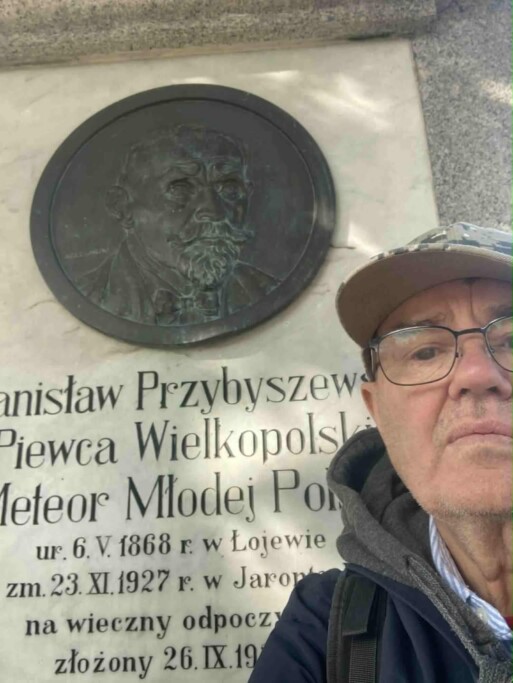 anisław Przybyszews
Piewca Wielkopolski
Meteor Młodej Pol
ur. 6. V. 1868 r. w Łojewie
zm. 23. XI. 1927 r. w Jaront
na wieczny odpoczy
złożony 26. IX. 19